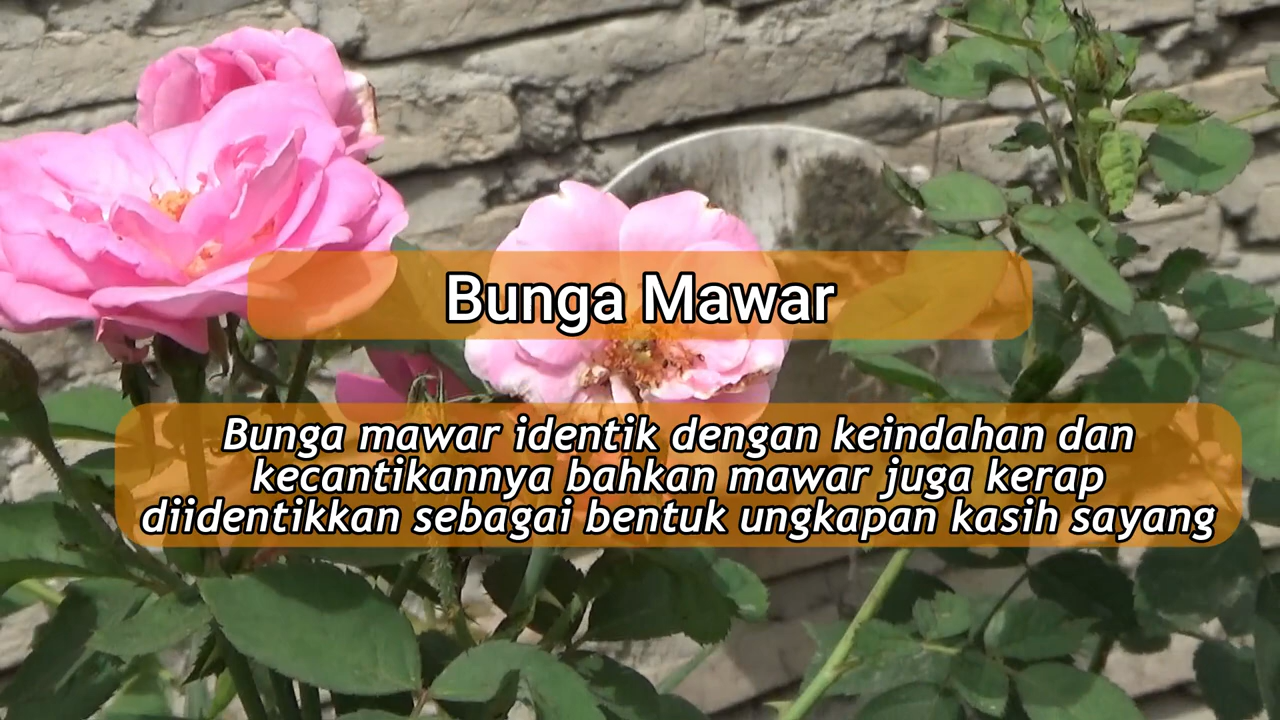 Bunga Mawar
Bunga mawar identik dengan keindahan dan
kecantikannya bahkan mawar juga kerap
diidentikkan sebagai bentuk ungkapan kasih sayang